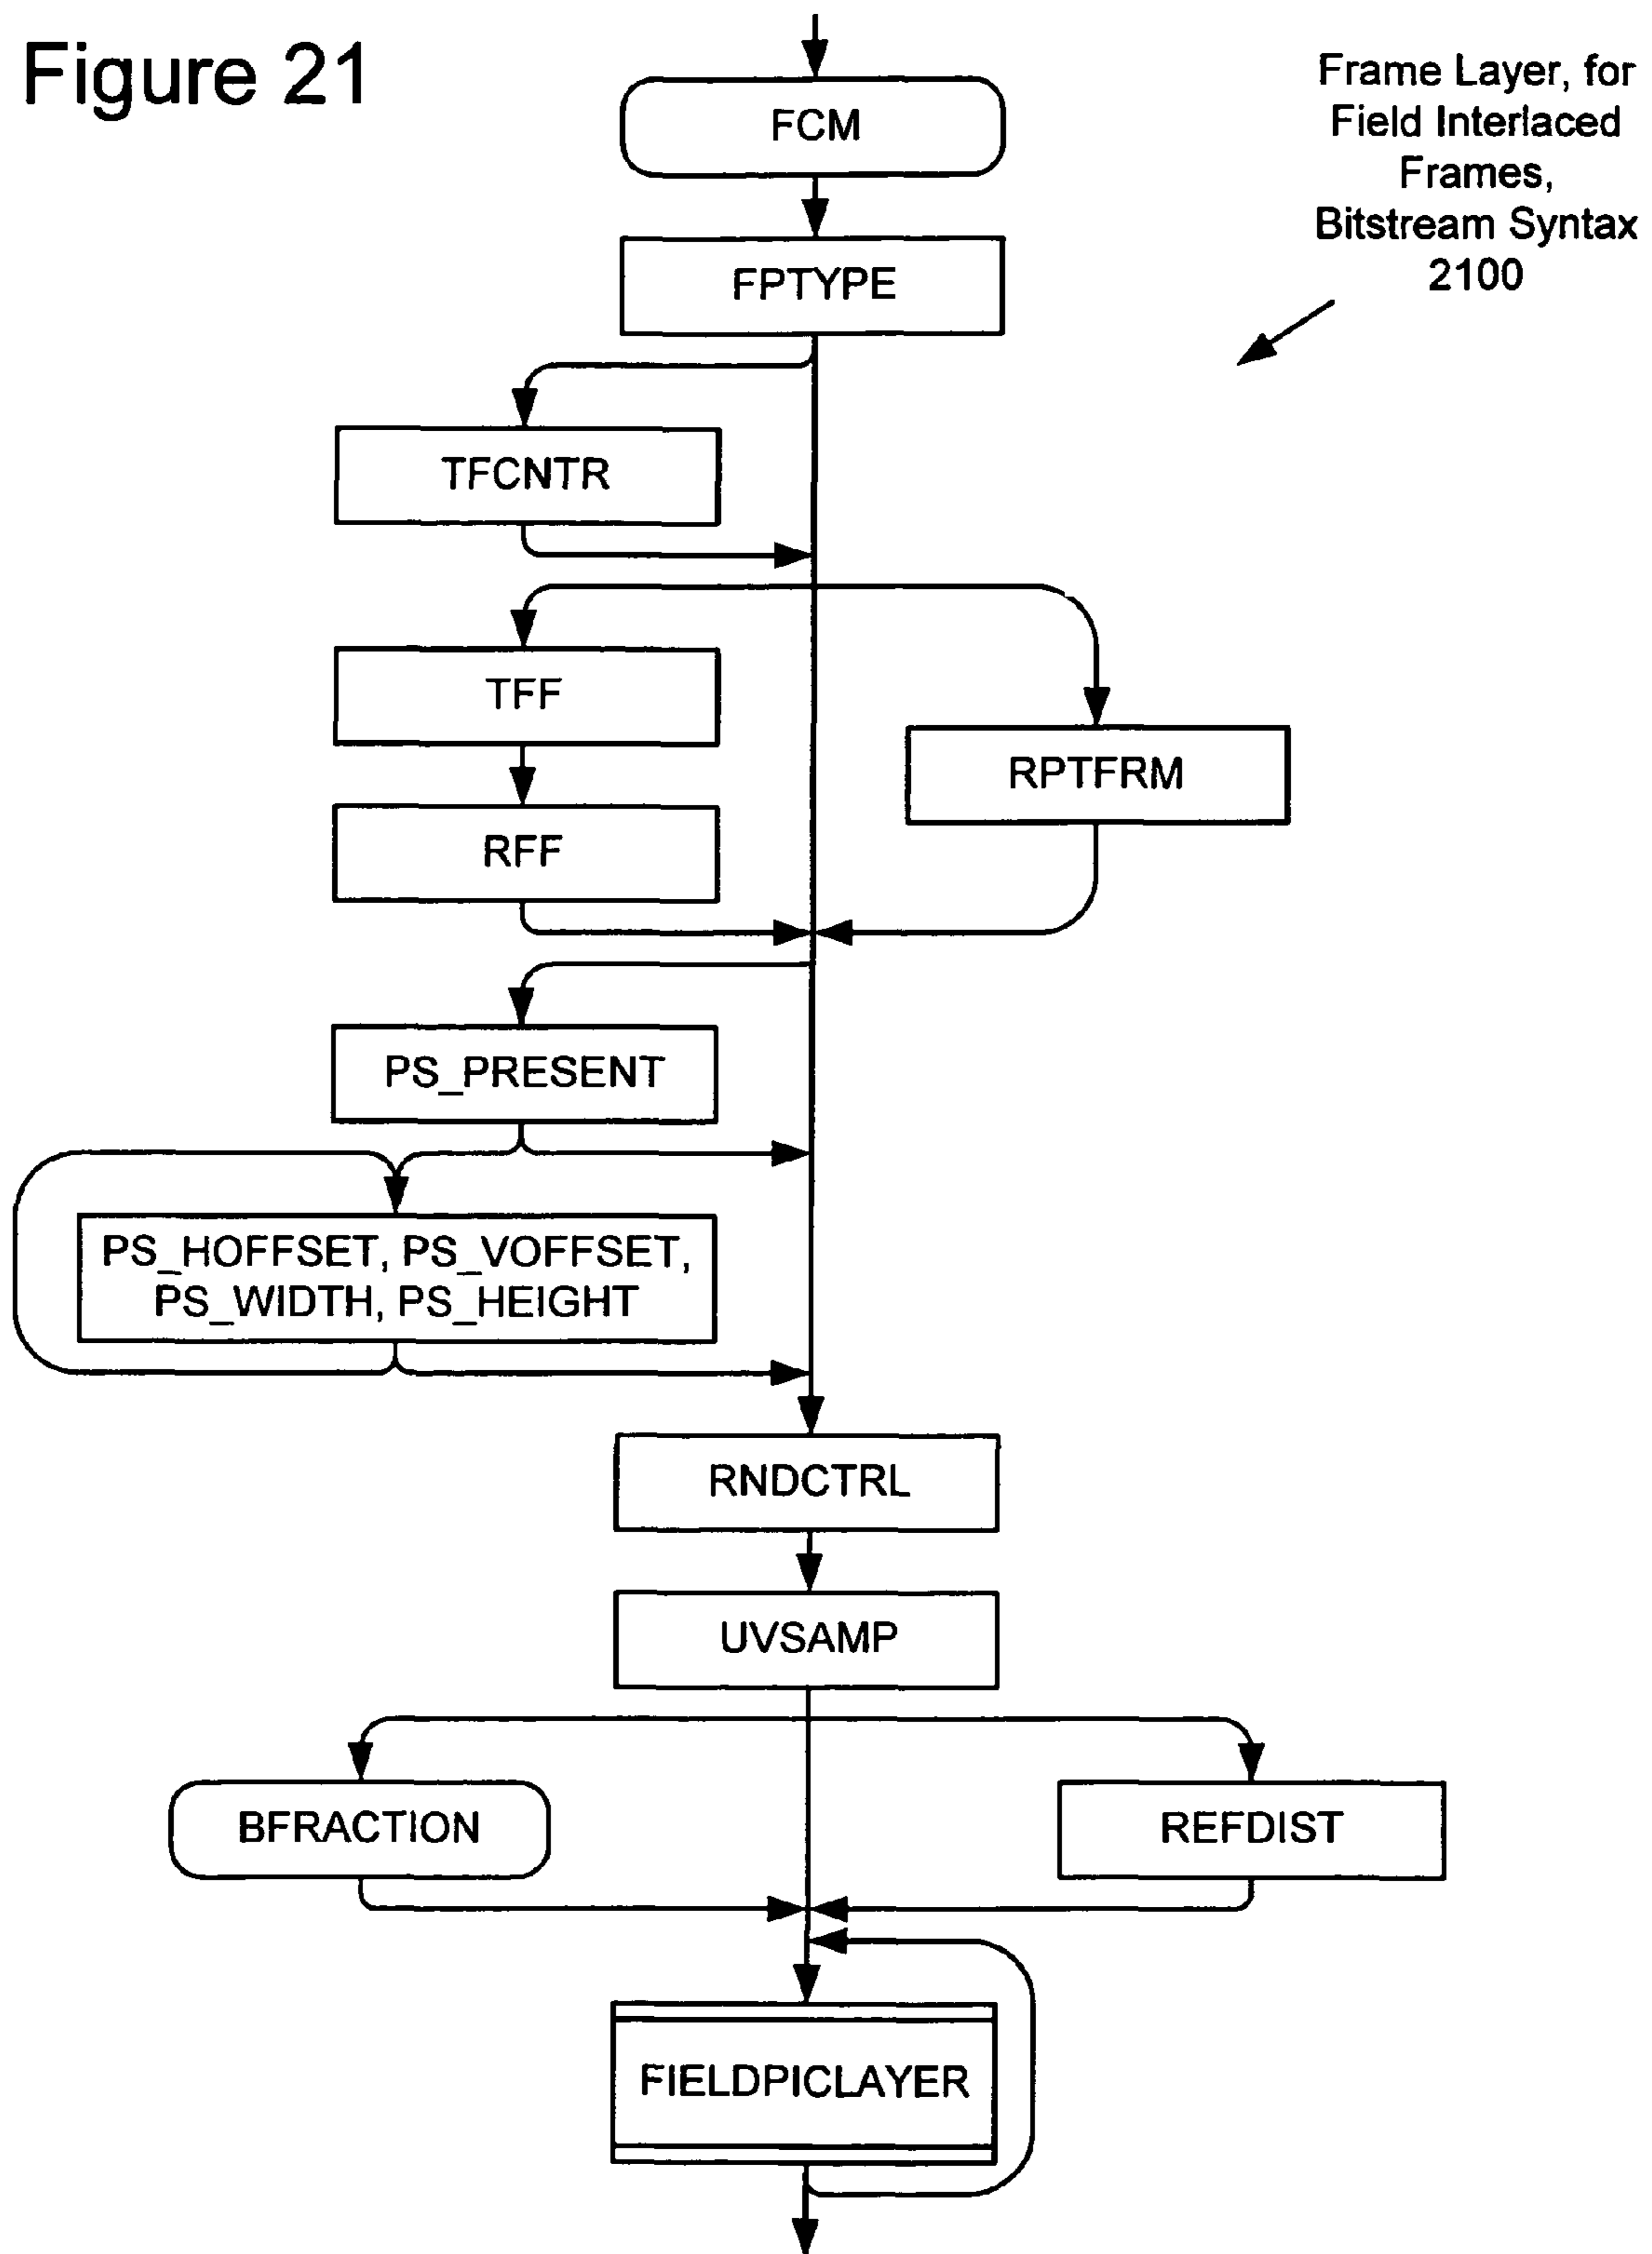 Figure 21
Frame Layer, for
Field Interlaced
Frames,
Bitstream Syntax
2100
FCM
FPTYPE
TFCNTR
TFF
RPTFRM
RFF
PS_PRESENT
PS_HOFFSET, PS_VOFFSET,
PS_WIDTH, PS_HEIGHT
RNDCTRL
UVSAMP
BFRACTION
REFDIST
FIELDPICLAYER